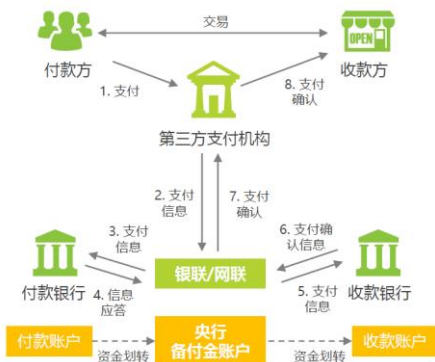 交易
付款方
OPEN
收款方
1. 支付
8. 支付
确认
第三方支付机构
2. 支付
信息
7. 支付
确认
3. 支付
信息
6. 支付确
认信息
银联/网联
付款银行
4. 信息
应答
5. 支付
信息
收款银行
付款账户
资金划转
央行
备付金账户
资金划转
收款账户